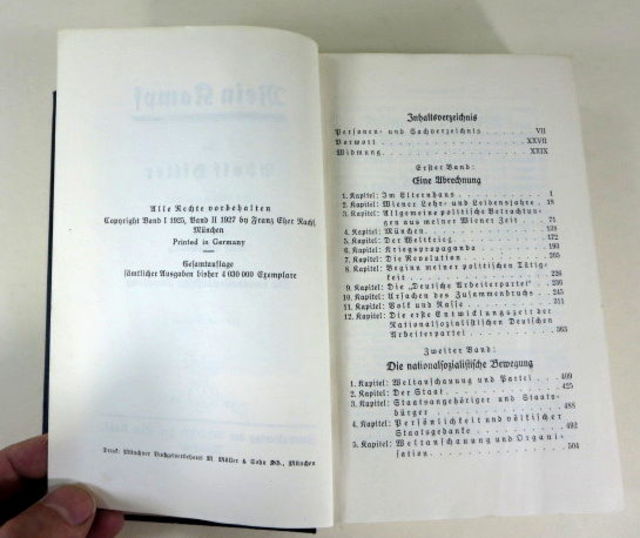 Alle Rechte vorbehalten
Copyright Band I 1925, Band II 1927 by Franz Eher Nachf.
München
Printed in Germany
Gesamtauflage
sämtlicher Ausgaben bisher 4 030 000 Exemplare
Druck: Münchner Buchgewerbehaus M. Müller & Sohn KG., München
Inhaltsverzeichnis
Personen- und Sachverzeichnis . . . . . . VII
Vorwort . . . . . . . . . . . XXVII
Widmung . . . . . . . . . . . XXIX
Erster Band:
Eine Abrechnung
1. Kapitel: Im Elternhaus . . . . . . . 1
2. Kapitel: Wiener Lehr- und Leidensjahre . . 18
3. Kapitel: Allgemeine politische Betrachtun-
gen aus meiner Wiener Zeit . . . 71
4. Kapitel: München . . . . . . . . 138
5. Kapitel: Der Weltkrieg . . . . . . . 172
6. Kapitel: Kriegspropaganda . . . . . . 193
7. Kapitel: Die Revolution . . . . . . . 205
8. Kapitel: Beginn meiner politischen Tätig-
keit . . . . . . . . . . . 226
9. Kapitel: Die „Deutsche Arbeiterpartei“ . . 236
10. Kapitel: Ursachen des Zusammenbruchs . . 245
11. Kapitel: Volk und Rasse . . . . . . . 311
12. Kapitel: Die erste Entwicklungszeit der
Nationalsozialistischen Deutschen
Arbeiterpartei . . . . . . . . 363
Zweiter Band:
Die nationalsozialistische Bewegung
1. Kapitel: Weltanschauung und Partei . . . 409
2. Kapitel: Der Staat . . . . . . . . 425
3. Kapitel: Staatsangehöriger und Staats-
bürger . . . . . . . . . . 488
4. Kapitel: Persönlichkeit und völkischer
Staatsgedanke . . . . . . . . 492
5. Kapitel: Weltanschauung und Organi-
sation . . . . . . . . . . 504